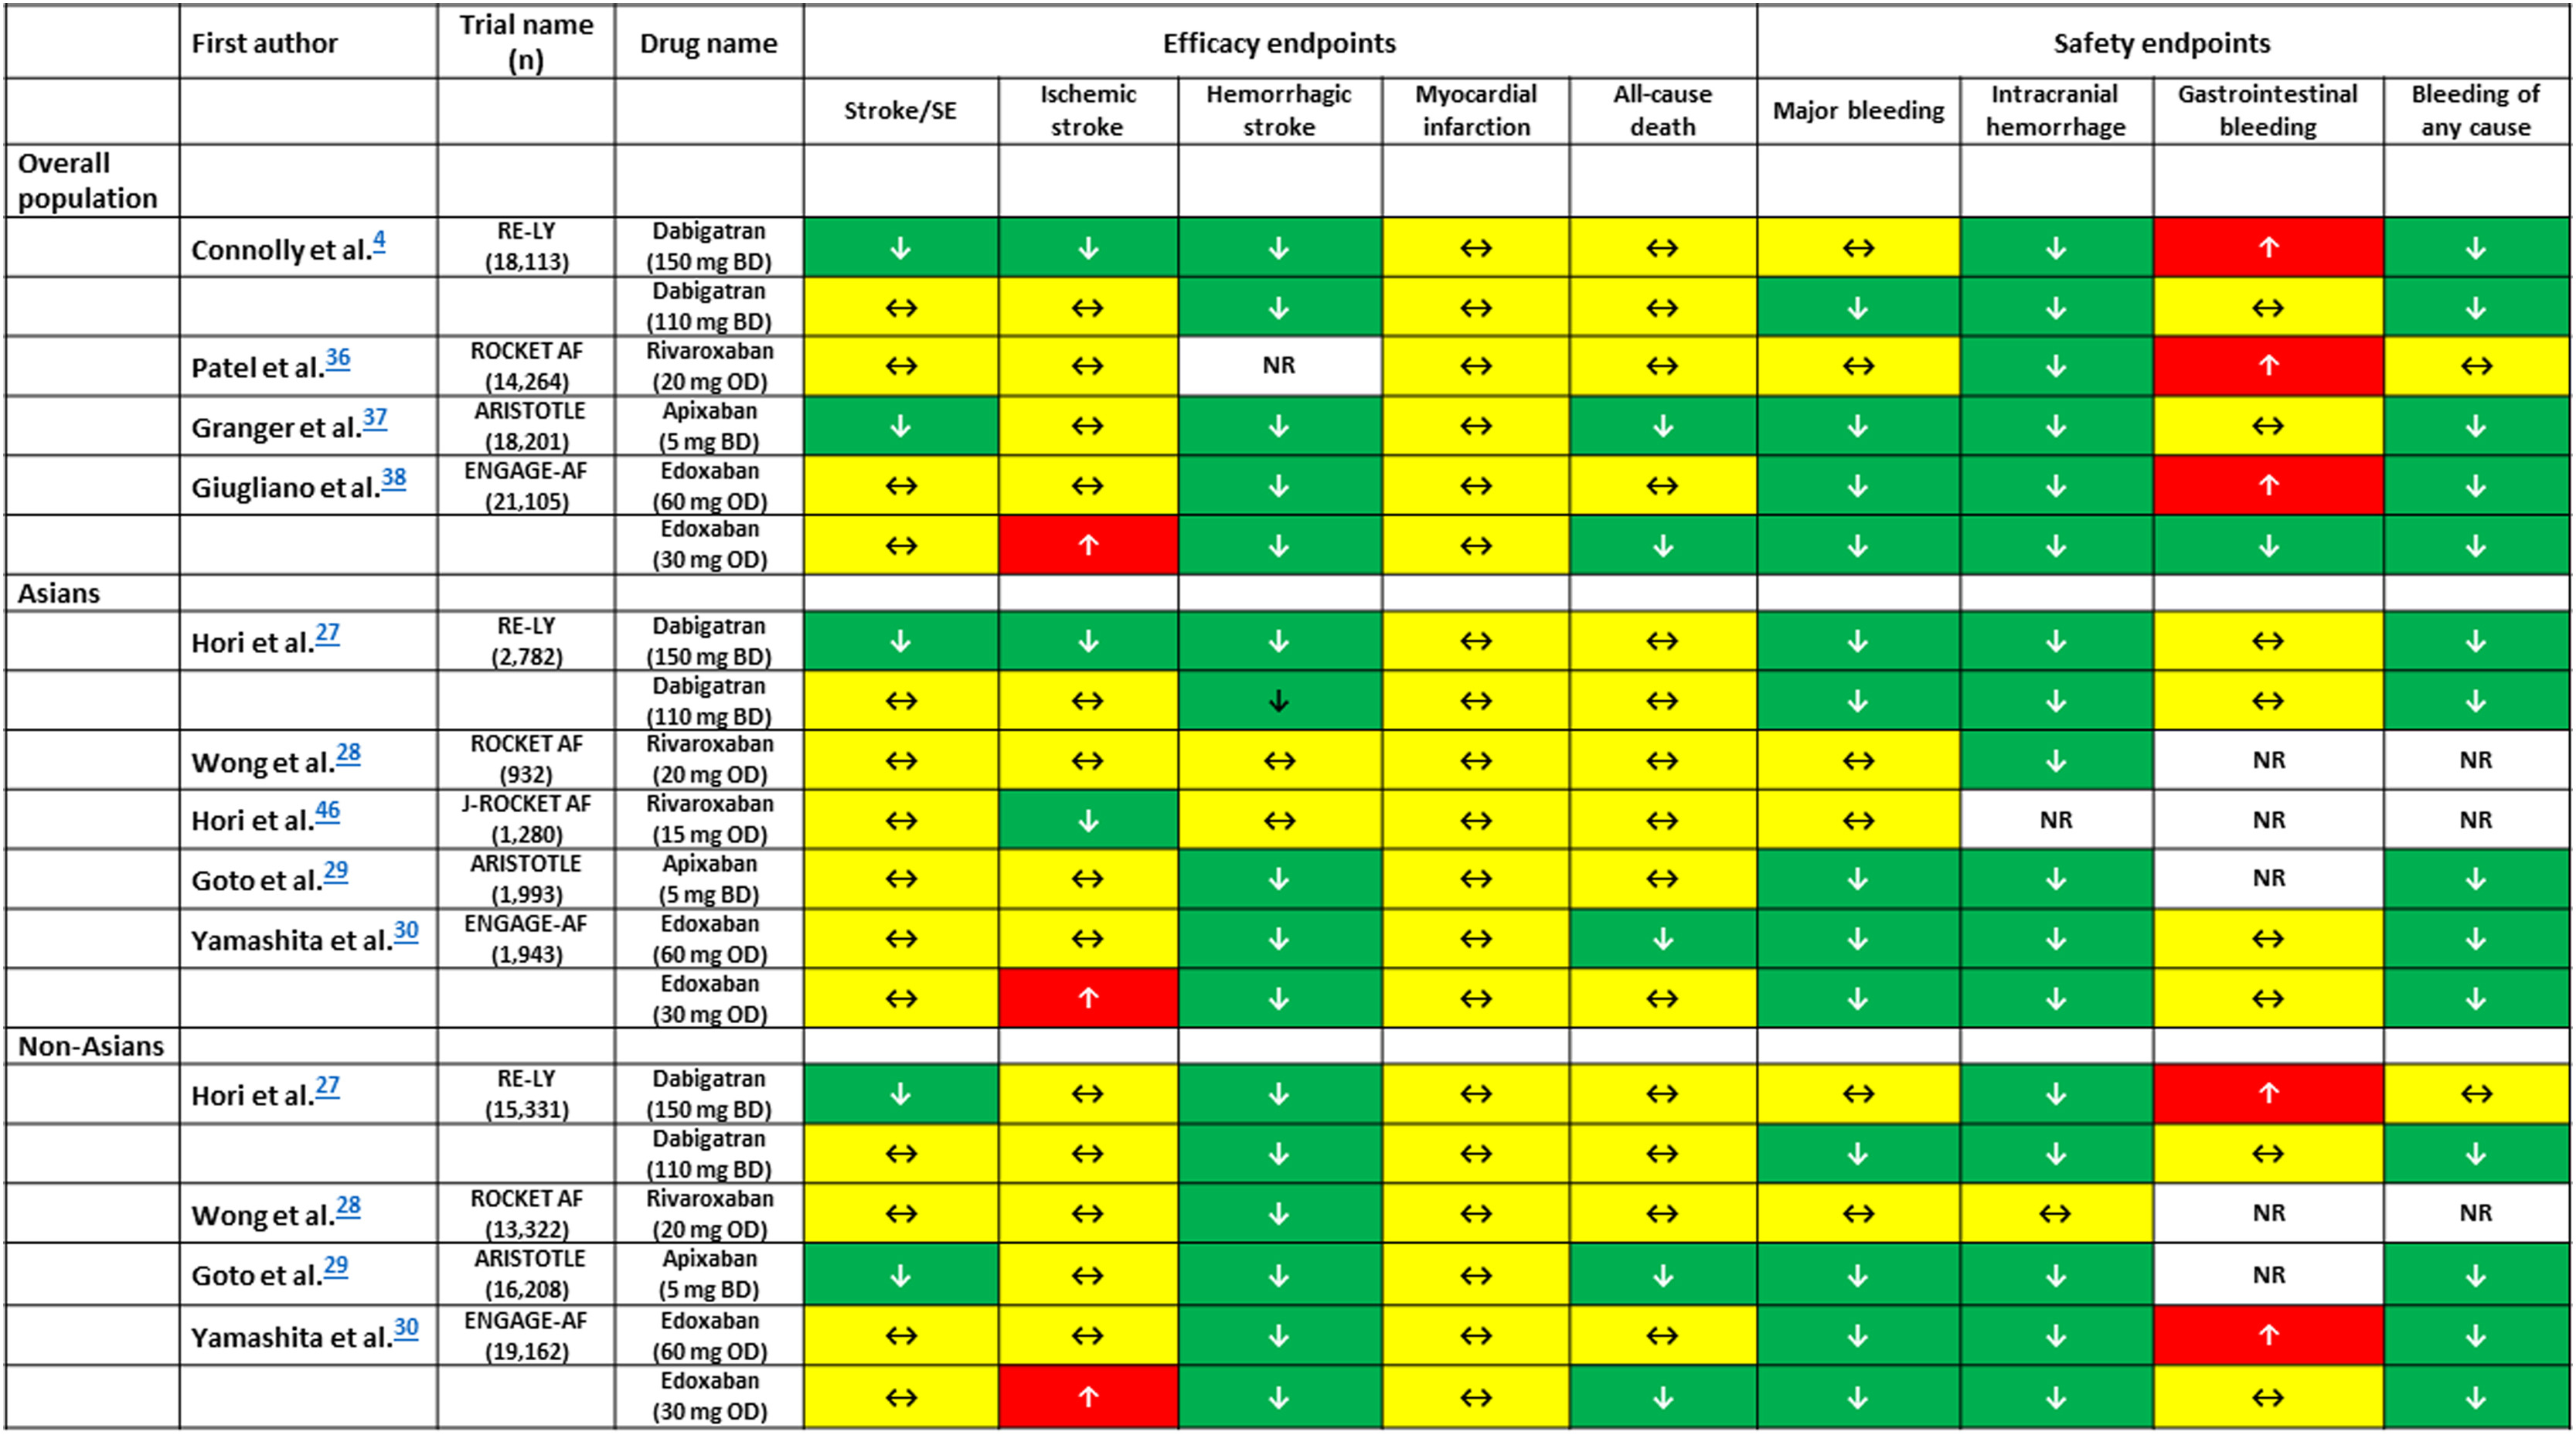 First author Trial name (n) Drug name Efficacy endpoints Safety endpoints
Stroke/SE Ischemic stroke Hemorrhagic stroke Myocardial infarction All-cause death Major bleeding Intracranial hemorrhage Gastrointestinal bleeding Bleeding of any cause
Overall population
Connolly et al.4 RE-LY (18,113) Dabigatran (150 mg BD) ↓ ↓ ↓ ↔ ↔ ↔ ↓ ↑ ↓
Dabigatran (110 mg BD) ↔ ↔ ↓ ↔ ↔ ↓ ↓ ↔ ↓
Patel et al.36 ROCKET AF (14,264) Rivaroxaban (20 mg OD) ↔ ↔ NR ↔ ↔ ↔ ↓ ↑ ↔
Granger et al.37 ARISTOTLE (18,201) Apixaban (5 mg BD) ↓ ↔ ↓ ↔ ↓ ↓ ↓ ↔ ↓
Giugliano et al.38 ENGAGE-AF (21,105) Edoxaban (60 mg OD) ↔ ↔ ↓ ↔ ↔ ↓ ↓ ↑ ↓
Edoxaban (30 mg OD) ↔ ↑ ↓ ↔ ↓ ↓ ↓ ↓ ↓
Asians
Hori et al.27 RE-LY (2,782) Dabigatran (150 mg BD) ↓ ↓ ↓ ↔ ↔ ↓ ↓ ↔ ↓
Dabigatran (110 mg BD) ↔ ↔ ↓ ↔ ↔ ↓ ↓ ↔ ↓
Wong et al.28 ROCKET AF (932) Rivaroxaban (20 mg OD) ↔ ↔ ↔ ↔ ↔ ↔ ↓ NR NR
Hori et al.46 J-ROCKET AF (1,280) Rivaroxaban (15 mg OD) ↔ ↓ ↔ ↔ ↔ ↔ NR NR NR
Goto et al.29 ARISTOTLE (1,993) Apixaban (5 mg BD) ↔ ↔ ↓ ↔ ↔ ↓ ↓ NR ↓
Yamashita et al.30 ENGAGE-AF (1,943) Edoxaban (60 mg OD) ↔ ↔ ↓ ↔ ↓ ↓ ↓ ↔ ↓
Edoxaban (30 mg OD) ↔ ↑ ↓ ↔ ↔ ↓ ↓ ↔ ↓
Non-Asians
Hori et al.27 RE-LY (15,331) Dabigatran (150 mg BD) ↓ ↔ ↓ ↔ ↔ ↔ ↓ ↑ ↔
Dabigatran (110 mg BD) ↔ ↔ ↓ ↔ ↔ ↓ ↓ ↔ ↓
Wong et al.28 ROCKET AF (13,322) Rivaroxaban (20 mg OD) ↔ ↔ ↓ ↔ ↔ ↔ ↔ NR NR
Goto et al.29 ARISTOTLE (16,208) Apixaban (5 mg BD) ↓ ↔ ↓ ↔ ↓ ↓ ↓ NR ↓
Yamashita et al.30 ENGAGE-AF (19,162) Edoxaban (60 mg OD) ↔ ↔ ↓ ↔ ↔ ↓ ↓ ↑ ↓
Edoxaban (30 mg OD) ↔ ↑ ↓ ↔ ↓ ↓ ↓ ↔ ↓